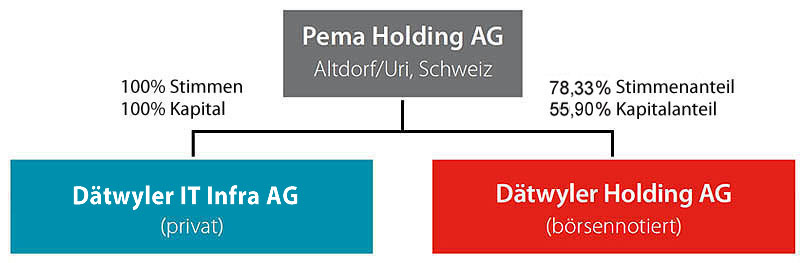 Pema Holding AG
Altdorf/Uri, Schweiz
100% Stimmen
100% Kapital
78,33% Stimmenanteil
55,90% Kapitalanteil
Dätwyler IT Infra AG
(privat)
Dätwyler Holding AG
(börsennotiert)